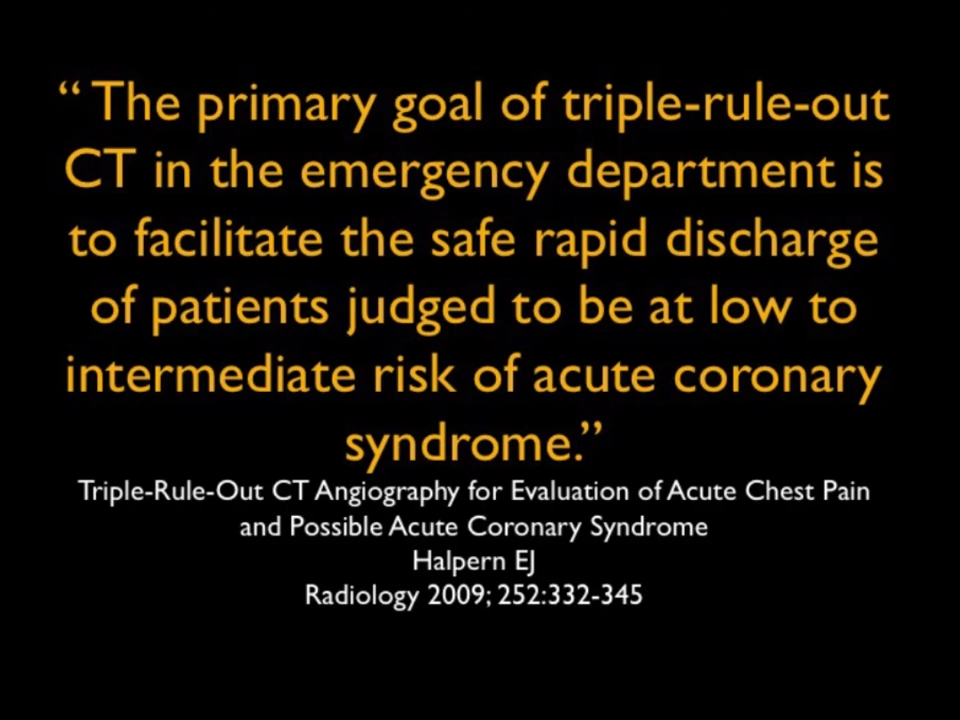 “ The primary goal of triple-rule-out
CT in the emergency department is
to facilitate the safe rapid discharge
of patients judged to be at low to
intermediate risk of acute coronary
syndrome.”
Triple-Rule-Out CT Angiography for Evaluation of Acute Chest Pain
and Possible Acute Coronary Syndrome
Halpern EJ
Radiology 2009; 252:332-345